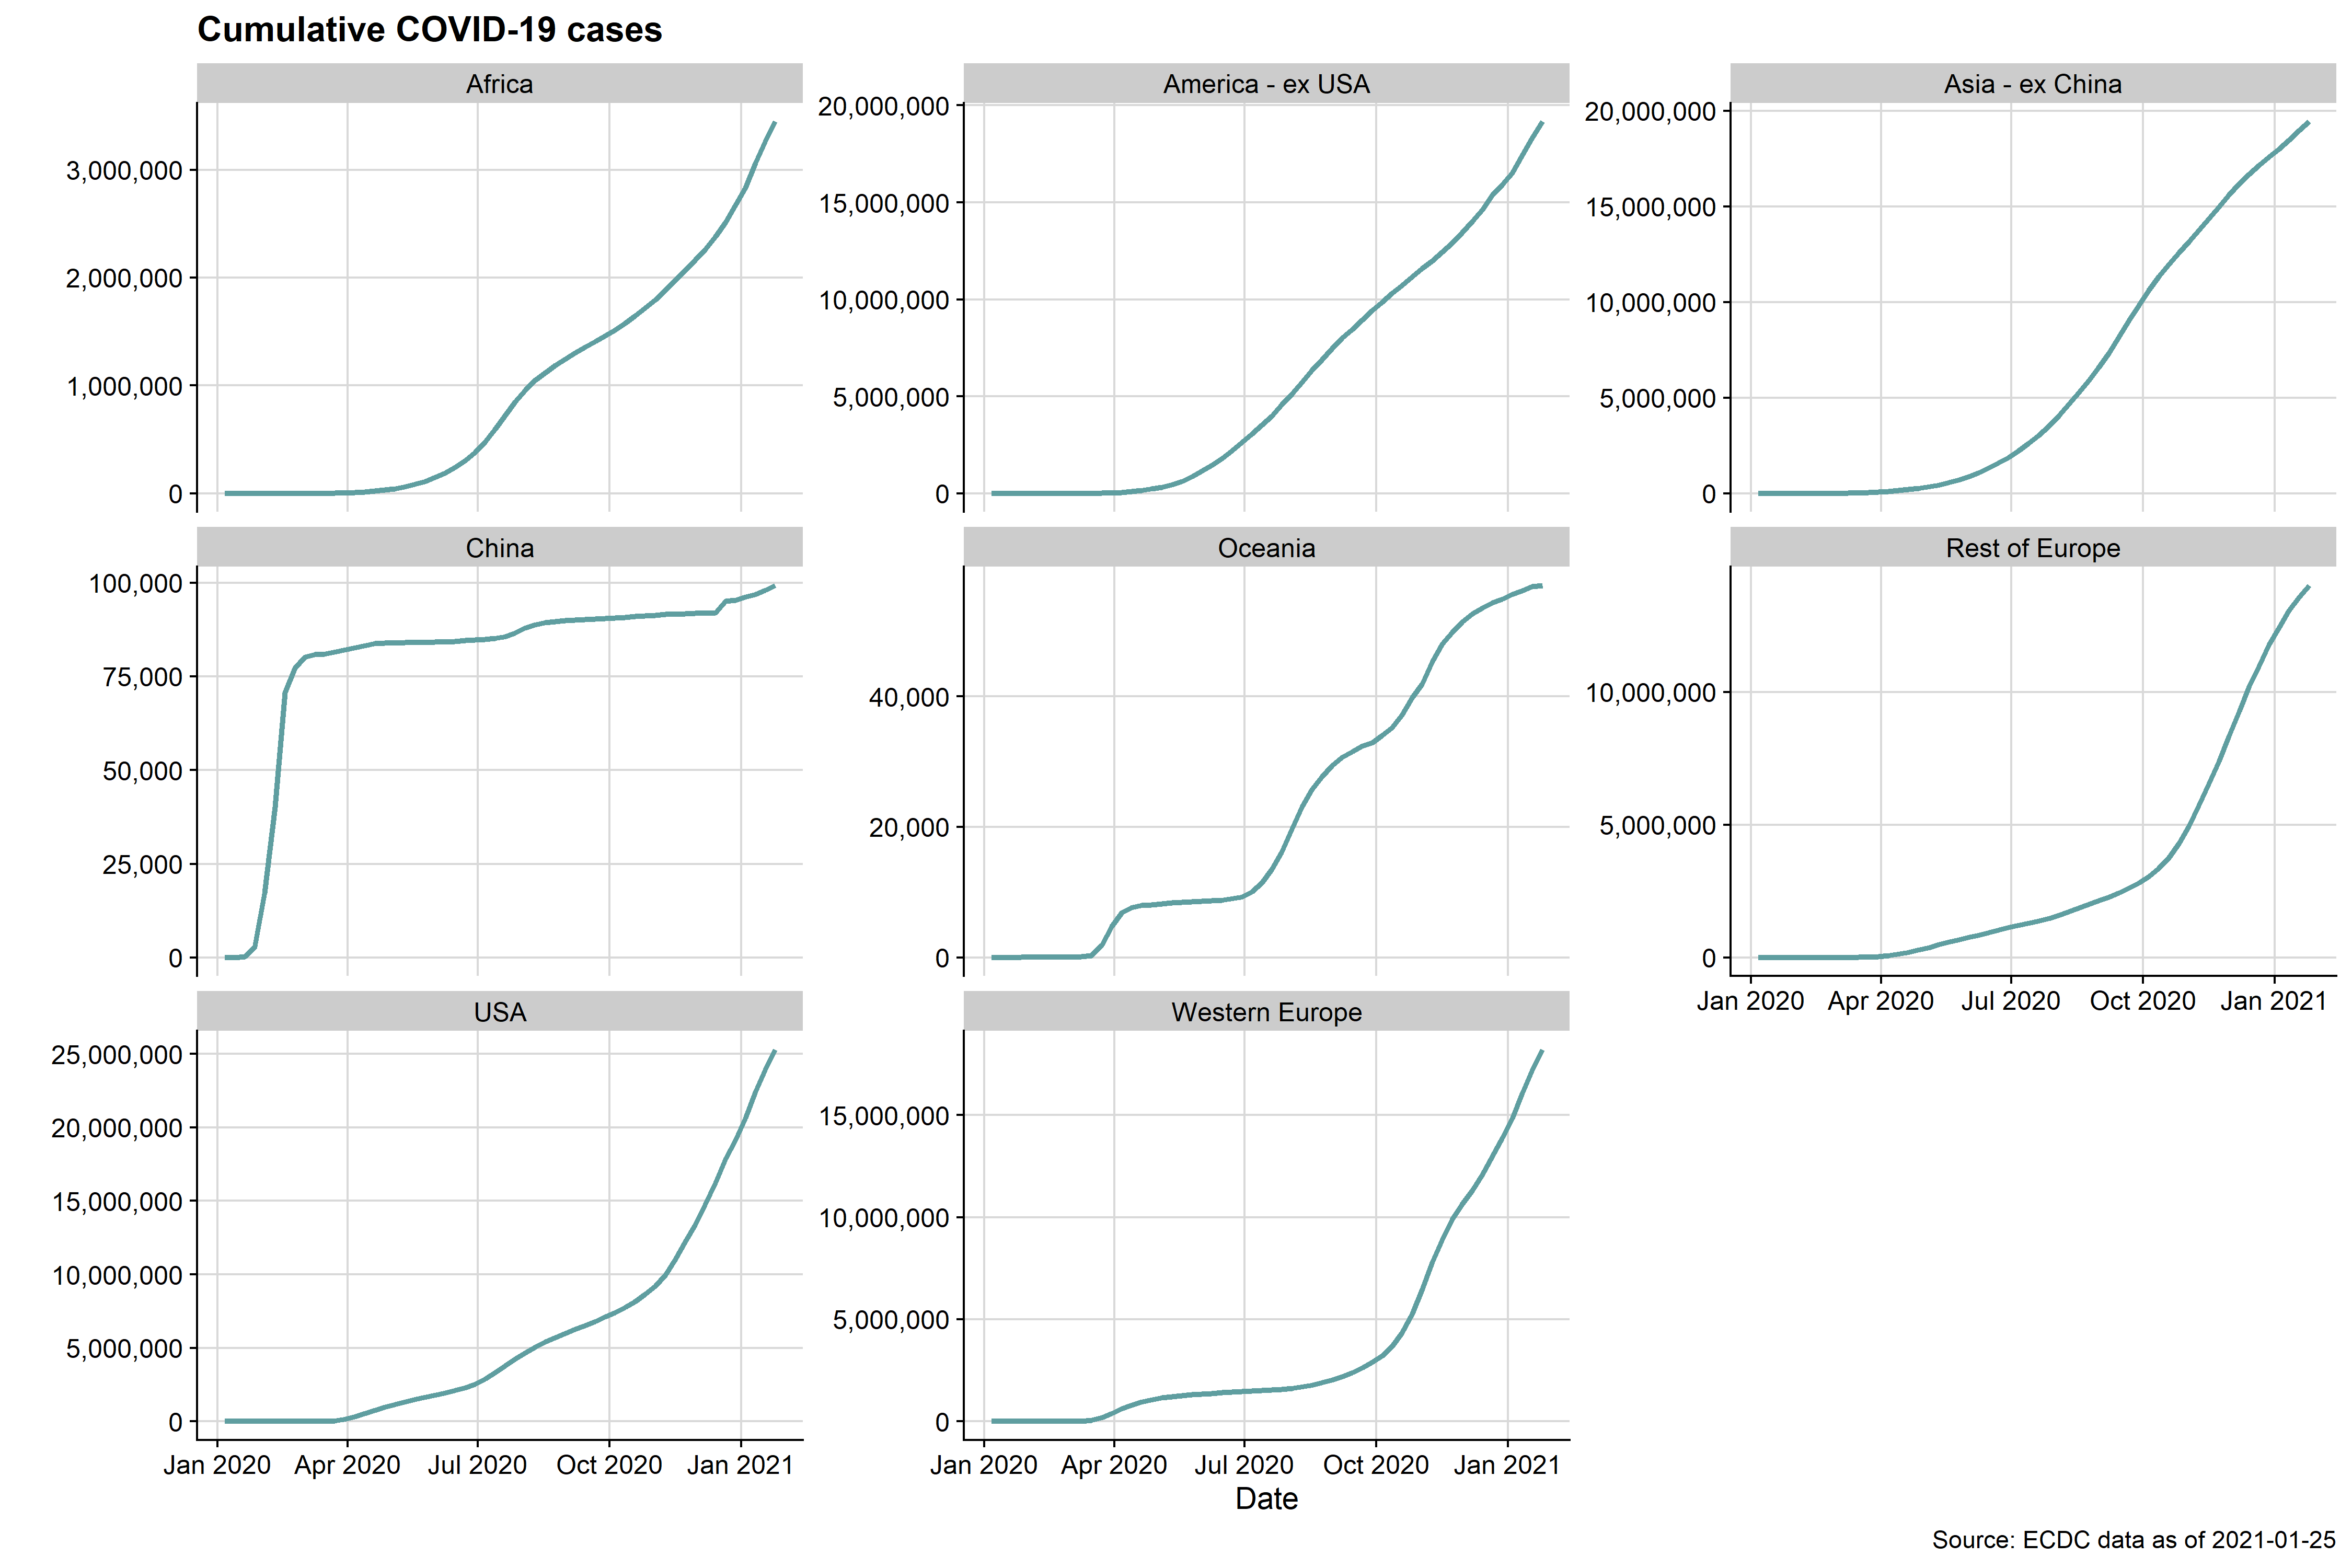 Cumulative COVID-19 cases
Africa
3,000,000
2,000,000
1,000,000
0
America - ex USA
20,000,000
15,000,000
10,000,000
5,000,000
0
Asia - ex China
20,000,000
15,000,000
10,000,000
5,000,000
0
China
100,000
75,000
50,000
25,000
0
Oceania
40,000
20,000
0
Rest of Europe
10,000,000
5,000,000
0
Jan 2020 Apr 2020 Jul 2020 Oct 2020 Jan 2021
USA
25,000,000
20,000,000
15,000,000
10,000,000
5,000,000
0
Jan 2020 Apr 2020 Jul 2020 Oct 2020 Jan 2021
Western Europe
15,000,000
10,000,000
5,000,000
0
Jan 2020 Apr 2020 Jul 2020 Oct 2020 Jan 2021
Date
Source: ECDC data as of 2021-01-25